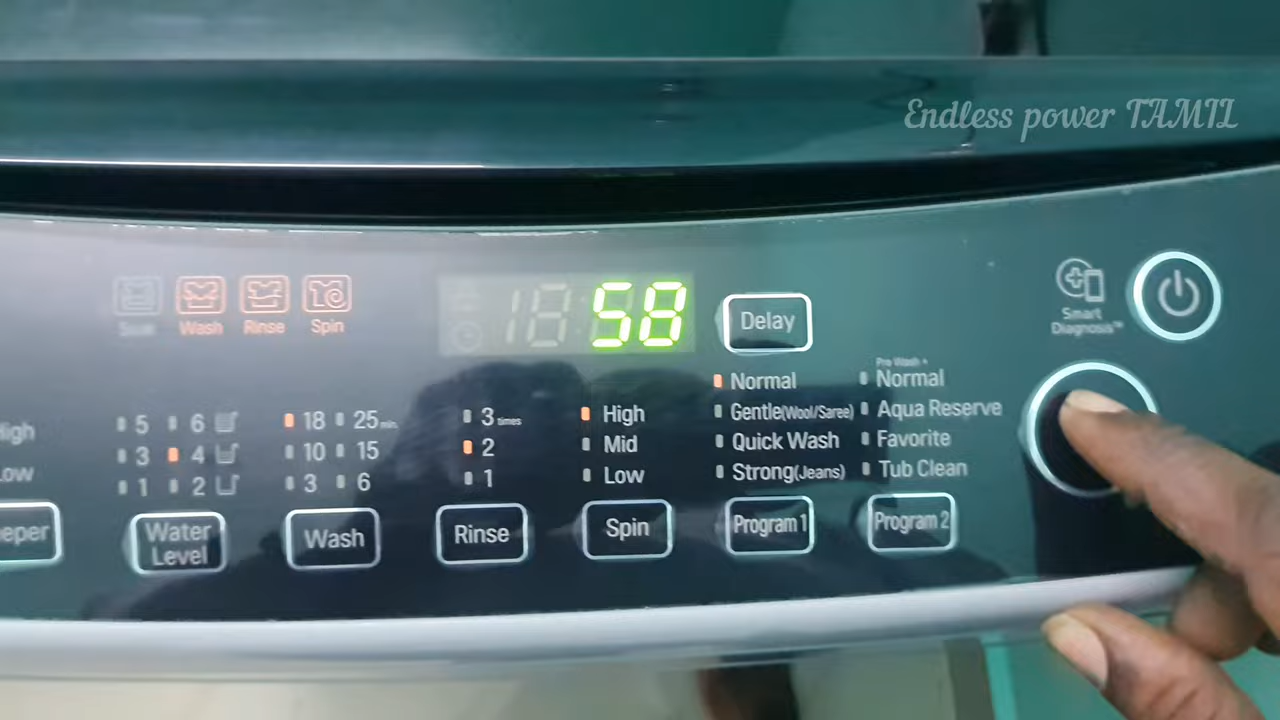 Endless power TAMIL
Smart
Diagnosis™
Soak
Wash
Rinse
Spin
18:58
Delay
High
Low
5 6
3 4
1 2
18 25 min.
10 15
3 6
3 times
2
1
High
Mid
Low
Normal
Gentle(Wool/Saree)
Quick Wash
Strong(Jeans)
Pre Wash +
Normal
Aqua Reserve
Favorite
Tub Clean
Water
Level
Wash
Rinse
Spin
Program 1
Program 2